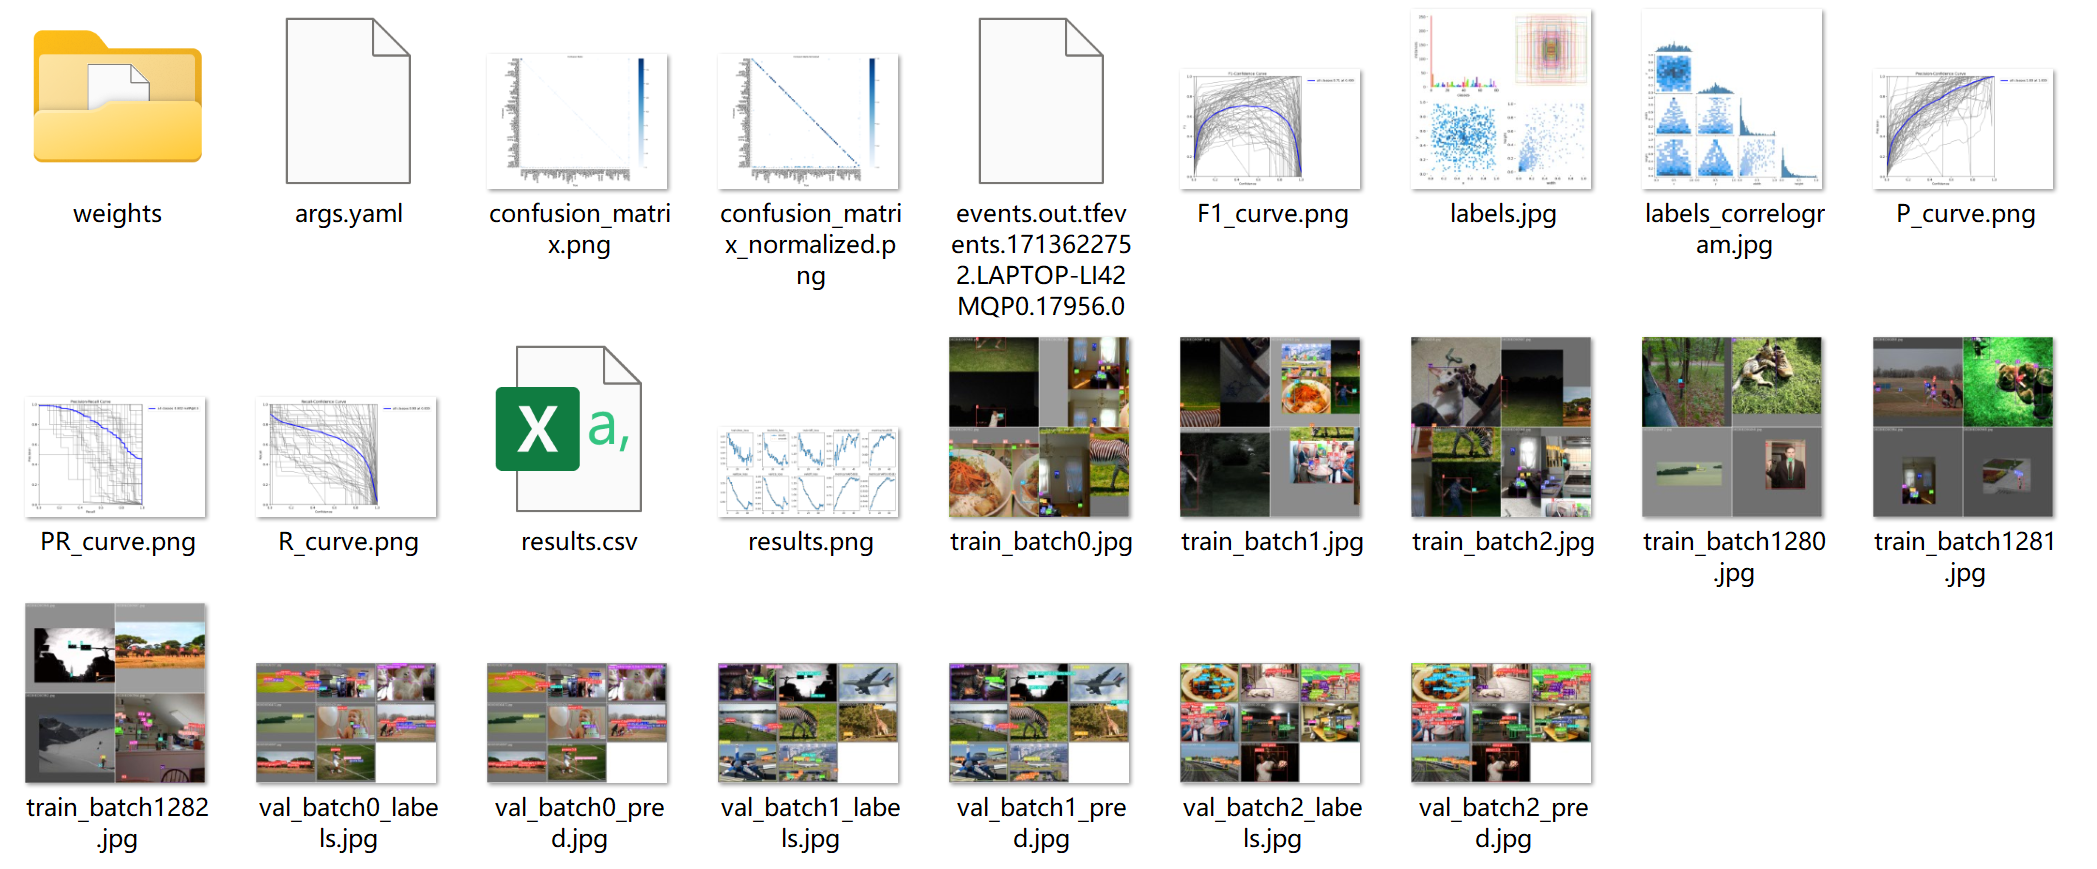 weights
args.yaml
confusion_matri
x.png
confusion_matri
x_normalized.p
ng
events.out.tfev
ents.171362275
2.LAPTOP-LI42
MQP0.17956.0
F1_curve.png
labels.jpg
labels_correlogr
am.jpg
P_curve.png
PR_curve.png
R_curve.png
X a,
results.csv
results.png
train_batch0.jpg
train_batch1.jpg
train_batch2.jpg
train_batch1280
.jpg
train_batch1281
.jpg
train_batch1282
.jpg
val_batch0_labe
ls.jpg
val_batch0_pre
d.jpg
val_batch1_labe
ls.jpg
val_batch1_pre
d.jpg
val_batch2_labe
ls.jpg
val_batch2_pre
d.jpg